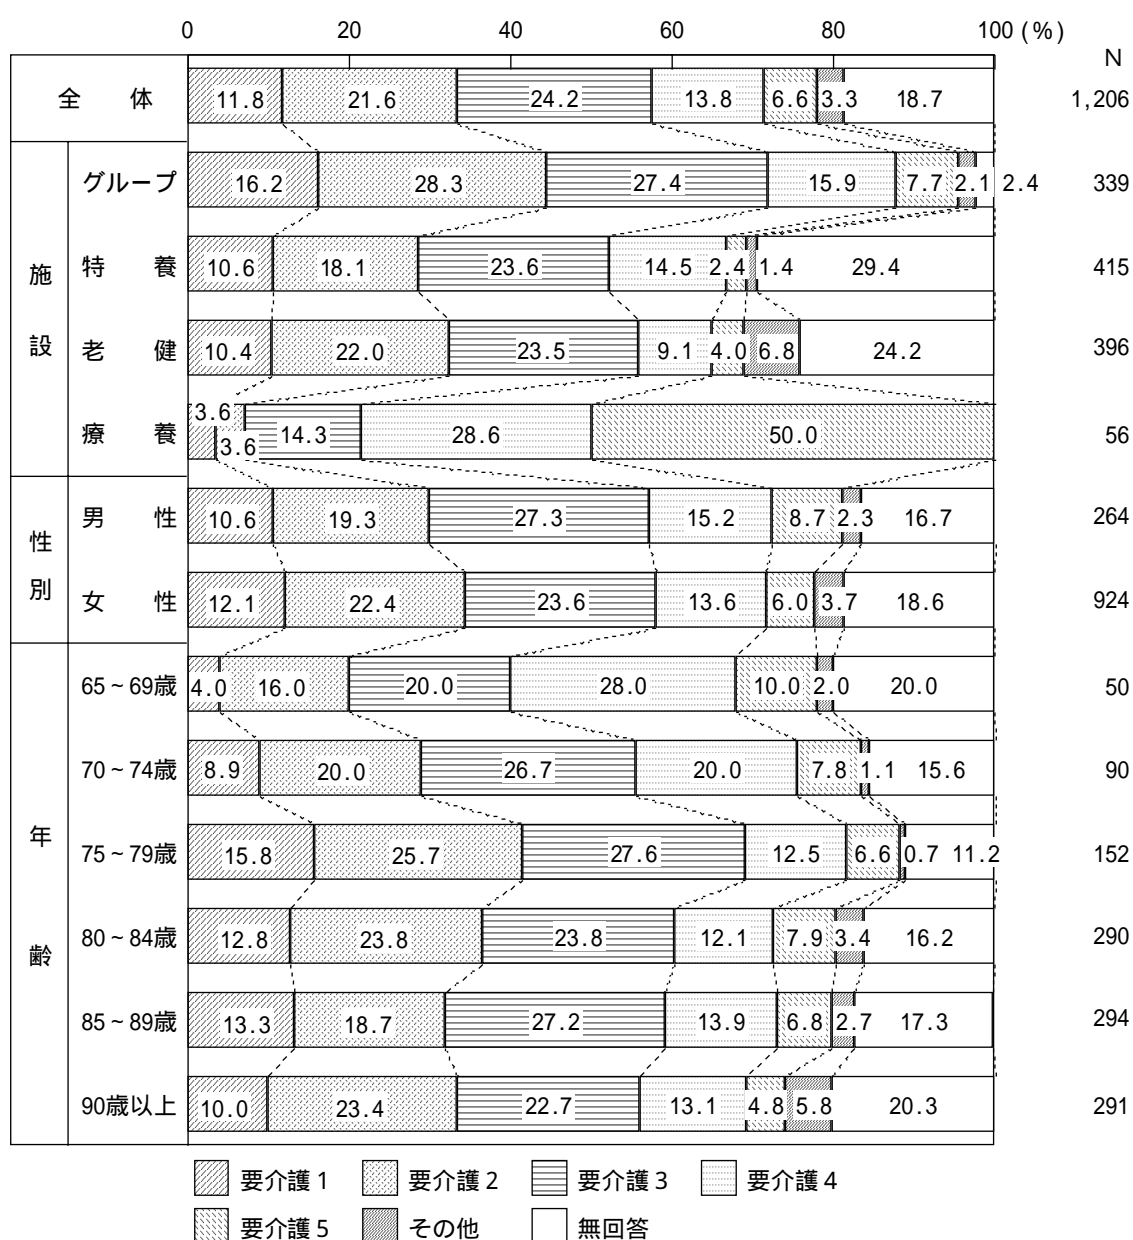 0 20 40 60 80 100 (%)
N
全 体 11.8 21.6 24.2 13.8 6.6 3.3 18.7 1,206
施設
グループ 16.2 28.3 27.4 15.9 7.7 2.1 2.4 339
特 養 10.6 18.1 23.6 14.5 2.4 1.4 29.4 415
老 健 10.4 22.0 23.5 9.1 4.0 6.8 24.2 396
療 養 3.6 3.6 14.3 28.6 50.0 56
性別
男 性 10.6 19.3 27.3 15.2 8.7 2.3 16.7 264
女 性 12.1 22.4 23.6 13.6 6.0 3.7 18.6 924
年齢
65~69歳 4.0 16.0 20.0 28.0 10.0 2.0 20.0 50
70~74歳 8.9 20.0 26.7 20.0 7.8 1.1 15.6 90
75~79歳 15.8 25.7 27.6 12.5 6.6 0.7 11.2 152
80~84歳 12.8 23.8 23.8 12.1 7.9 3.4 16.2 290
85~89歳 13.3 18.7 27.2 13.9 6.8 2.7 17.3 294
90歳以上 10.0 23.4 22.7 13.1 4.8 5.8 20.3 291
要介護1 要介護2 要介護3 要介護4
要介護5 その他 無回答